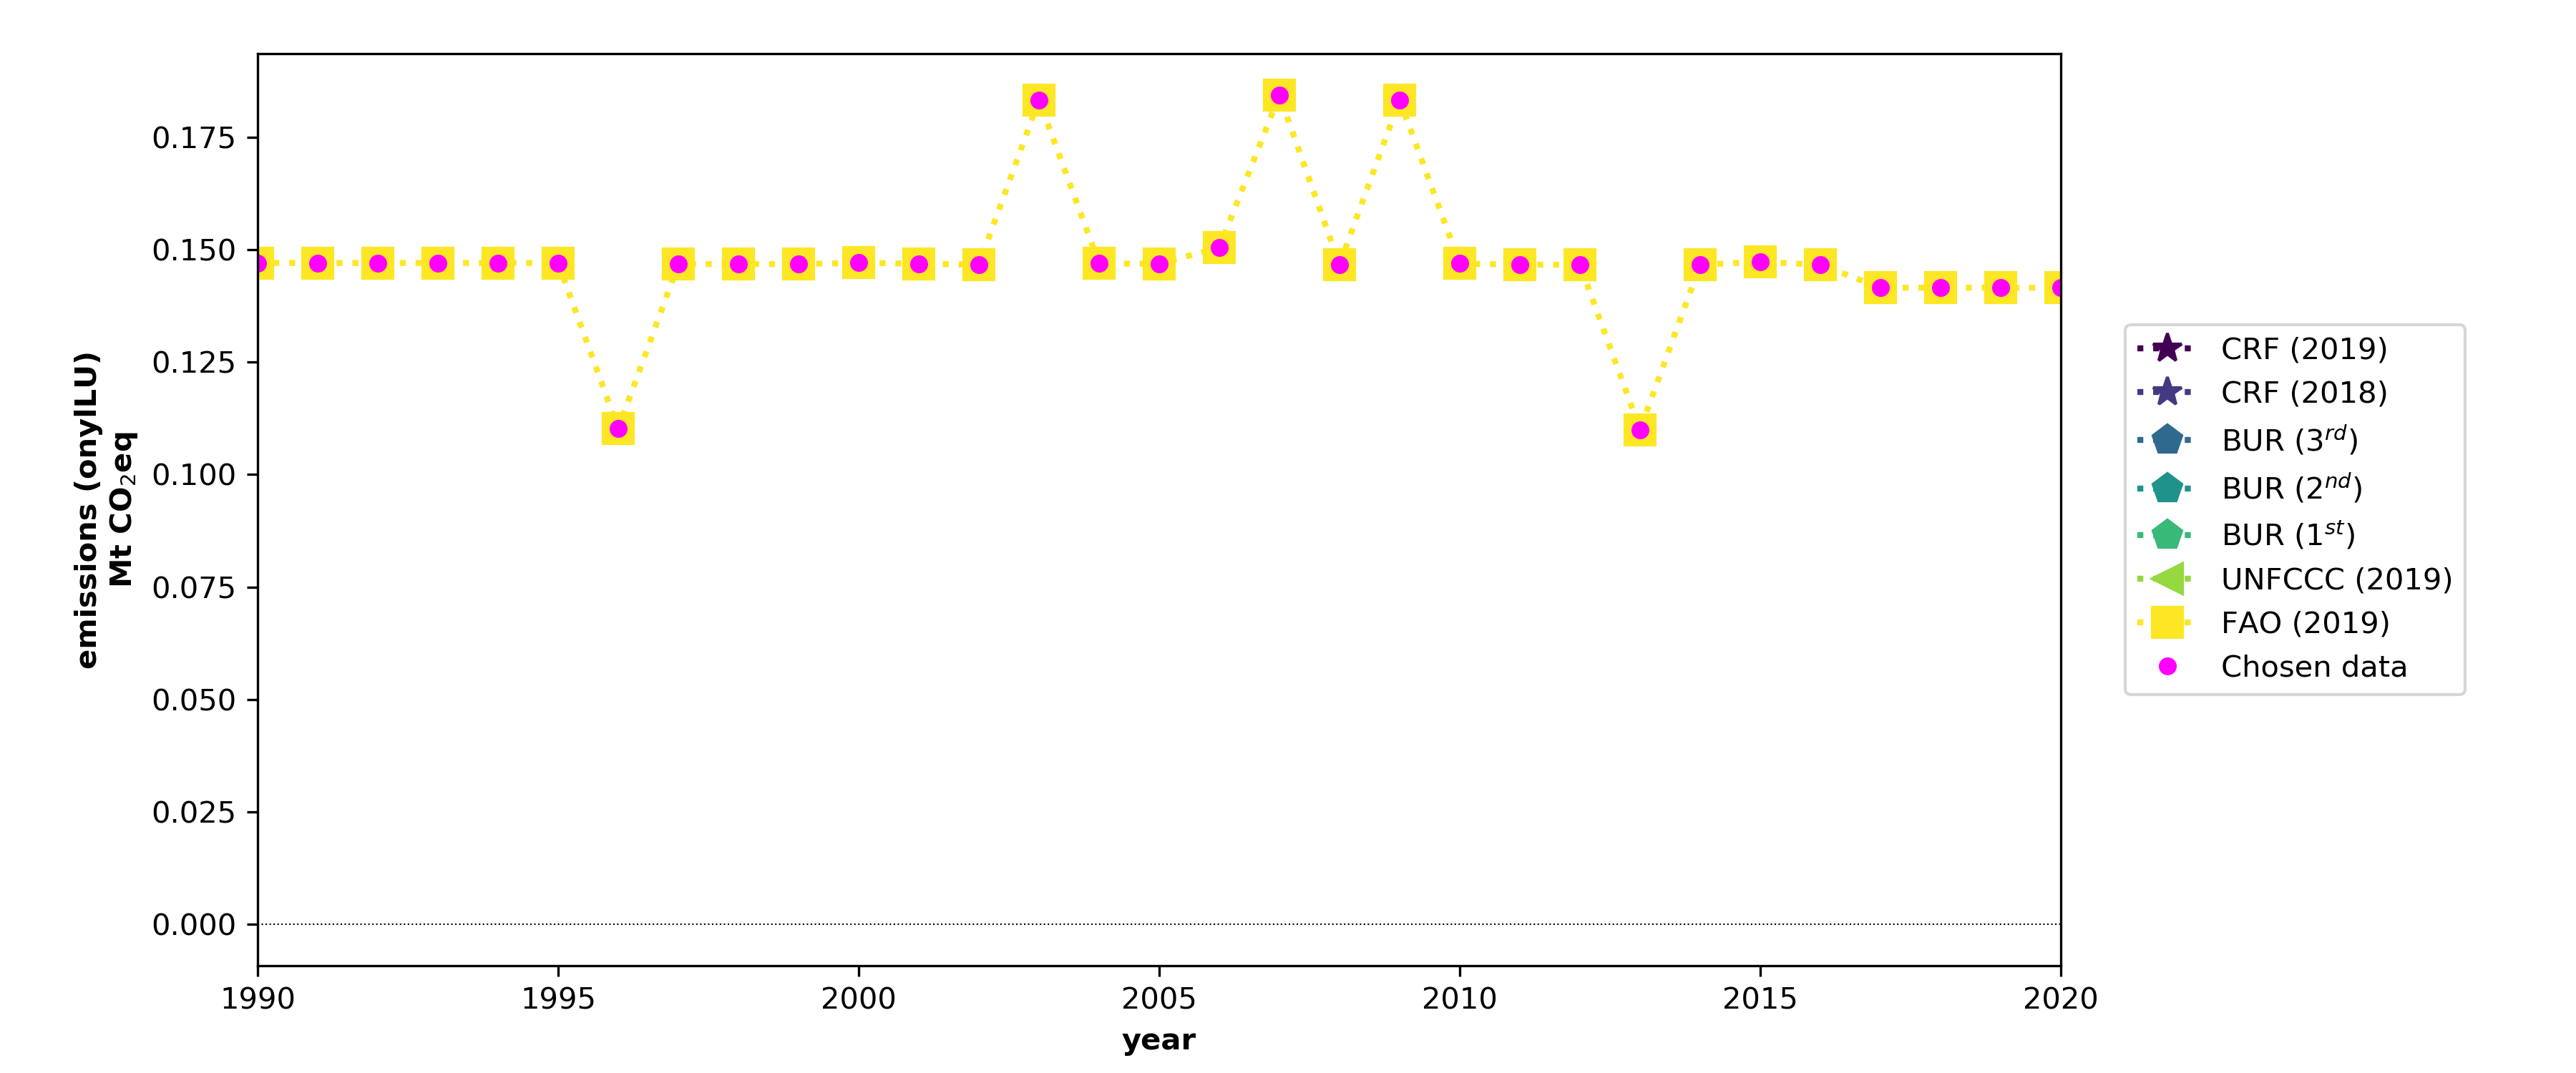 0.175
0.150
0.125
0.100
0.075
0.050
0.025
0.000
emissions (onylLU)
Mt CO₂eq
1990 1995 2000 2005 2010 2015 2020
year
CRF (2019)
CRF (2018)
BUR (3ʳᵈ)
BUR (2ⁿᵈ)
BUR (1ˢᵗ)
UNFCCC (2019)
FAO (2019)
Chosen data